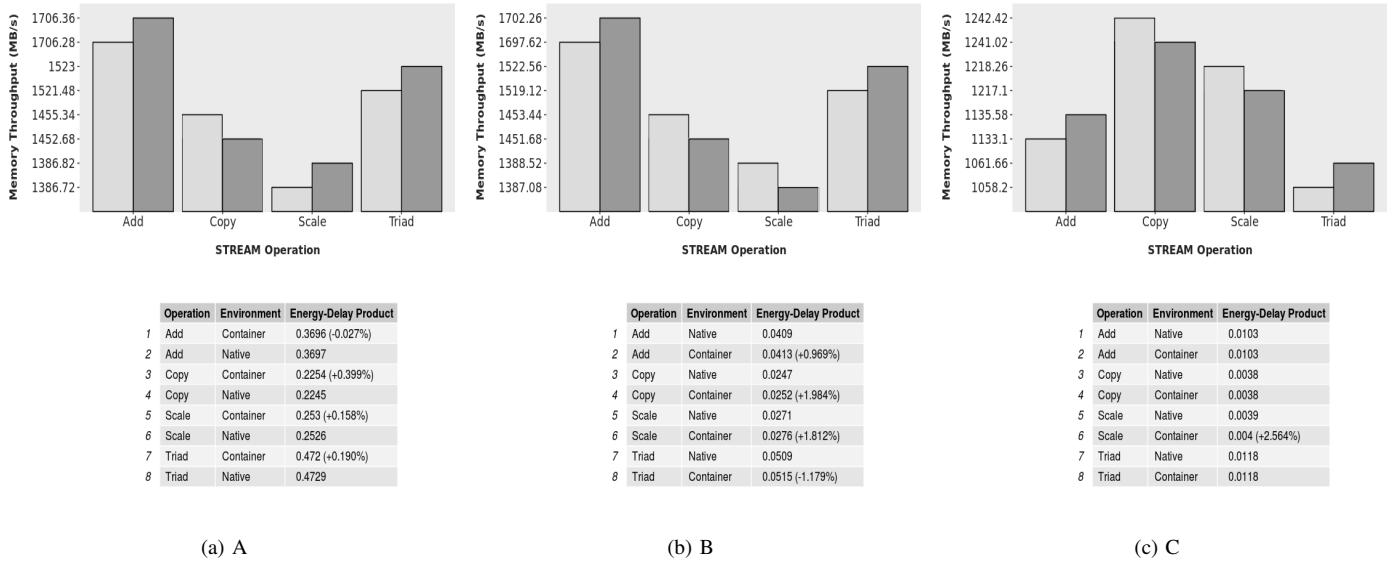 Memory Throughput (MB/s)
1706.36
1706.28
1523
1521.48
1455.34
1452.68
1386.82
1386.72
Add Copy Scale Triad
STREAM Operation
Operation Environment Energy-Delay Product
1 Add Container 0.3696 (-0.027%)
2 Add Native 0.3697
3 Copy Container 0.2254 (+0.399%)
4 Copy Native 0.2245
5 Scale Container 0.253 (+0.158%)
6 Scale Native 0.2526
7 Triad Container 0.472 (+0.190%)
8 Triad Native 0.4729
(a) A
Memory Throughput (MB/s)
1702.26
1697.62
1522.56
1519.12
1453.44
1451.68
1388.52
1387.08
Add Copy Scale Triad
STREAM Operation
Operation Environment Energy-Delay Product
1 Add Native 0.0409
2 Add Container 0.0413 (+0.969%)
3 Copy Native 0.0247
4 Copy Container 0.0252 (+1.984%)
5 Scale Native 0.0271
6 Scale Container 0.0276 (+1.812%)
7 Triad Native 0.0509
8 Triad Container 0.0515 (-1.179%)
(b) B
Memory Throughput (MB/s)
1242.42
1241.02
1218.26
1217.1
1135.58
1133.1
1061.66
1058.2
Add Copy Scale Triad
STREAM Operation
Operation Environment Energy-Delay Product
1 Add Native 0.0103
2 Add Container 0.0103
3 Copy Native 0.0038
4 Copy Container 0.0038
5 Scale Native 0.0039
6 Scale Container 0.004 (+2.564%)
7 Triad Native 0.0118
8 Triad Container 0.0118
(c) C